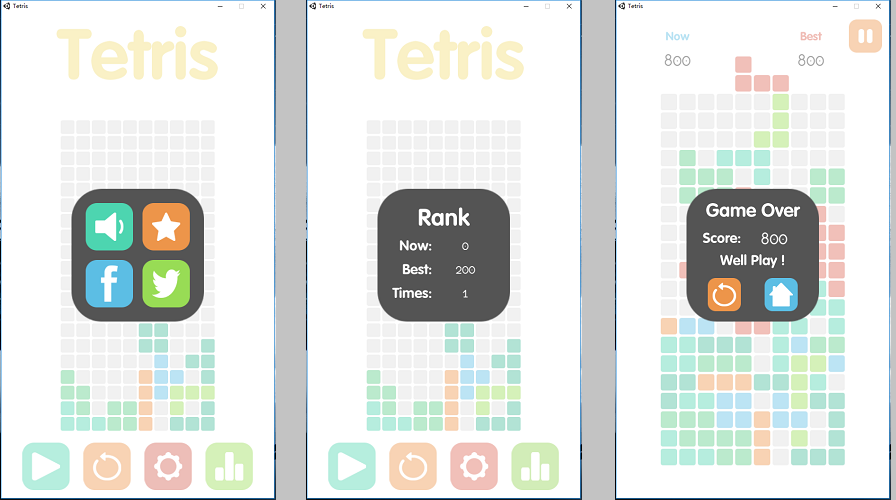 Tetris
Tetris
Tetris
Tetris
Rank
Now: 0
Best: 200
Times: 1
Tetris
Now Best
800 800
Game Over
Score: 800
Well Play !